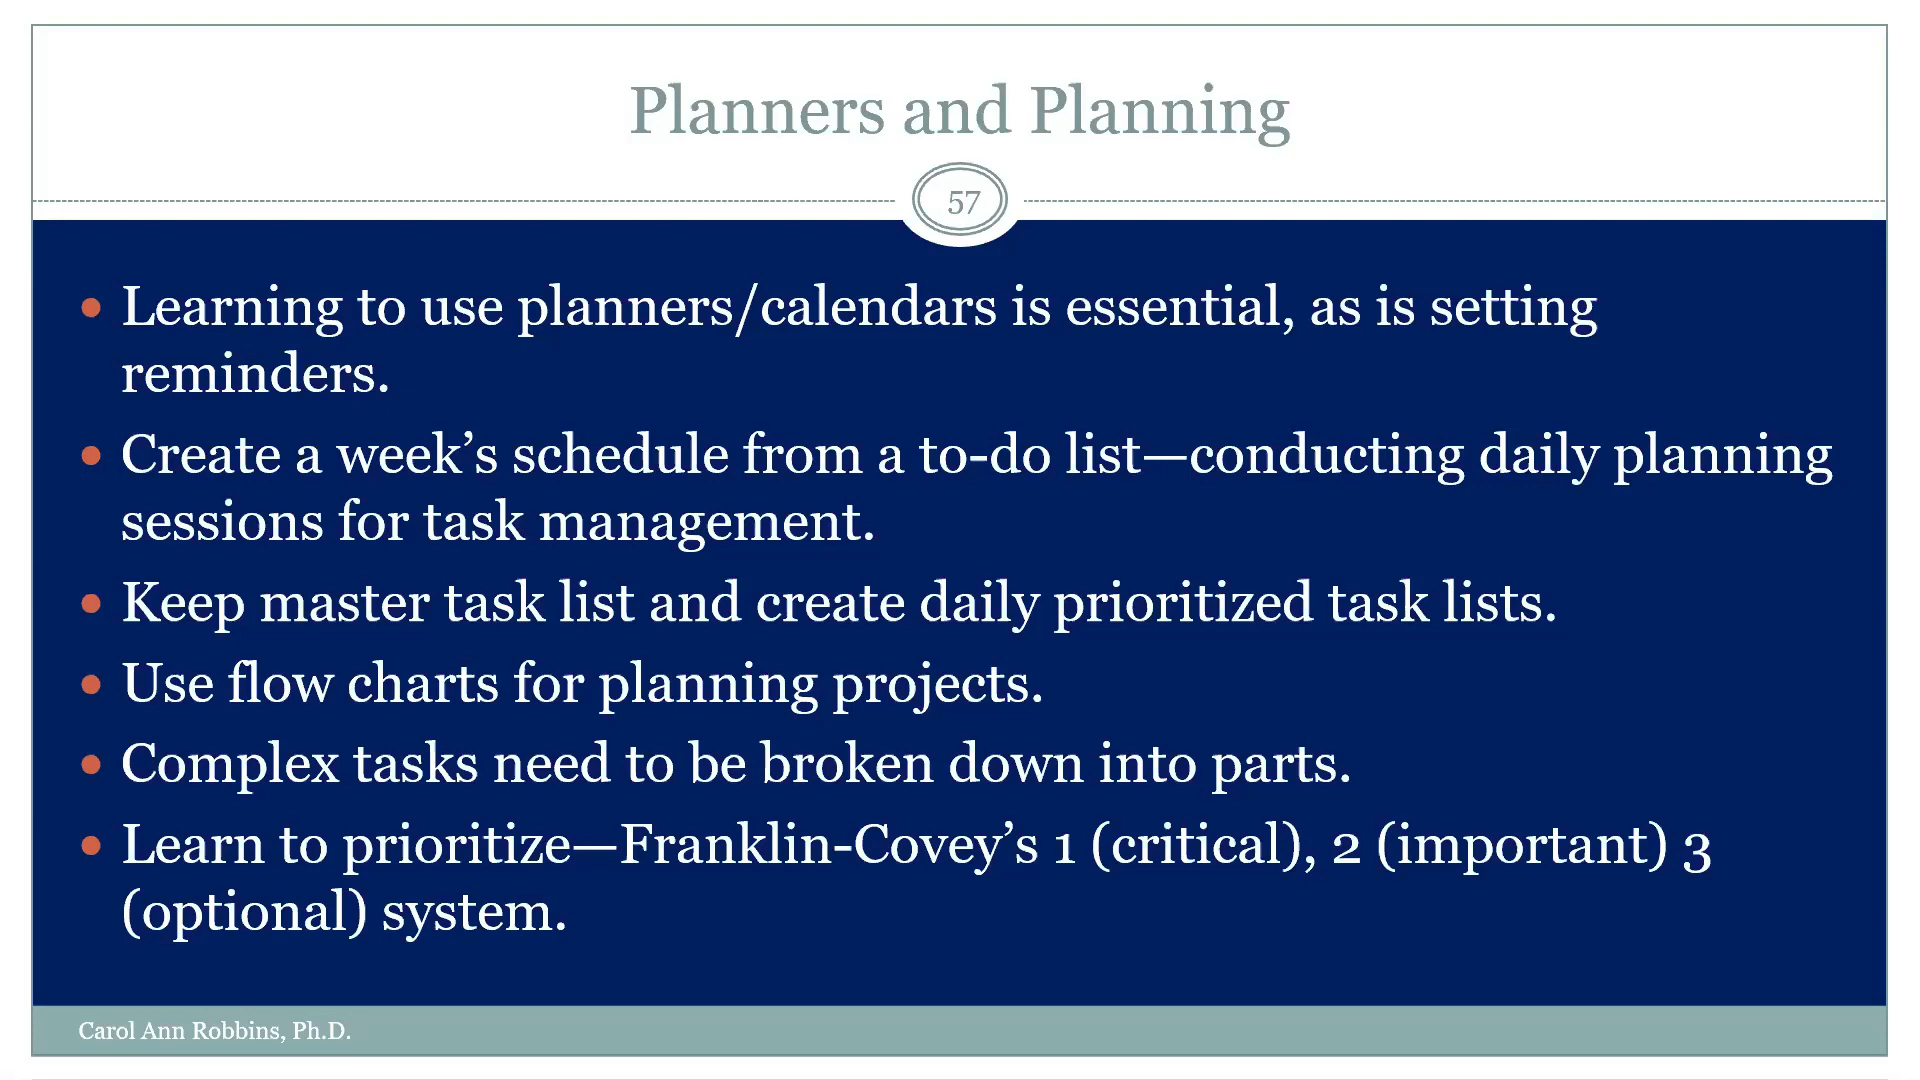 Planners and Planning
57
• Learning to use planners/calendars is essential, as is setting
reminders.
• Create a week’s schedule from a to-do list—conducting daily planning
sessions for task management.
• Keep master task list and create daily prioritized task lists.
• Use flow charts for planning projects.
• Complex tasks need to be broken down into parts.
• Learn to prioritize—Franklin-Covey’s 1 (critical), 2 (important) 3
(optional) system.
Carol Ann Robbins, Ph.D.